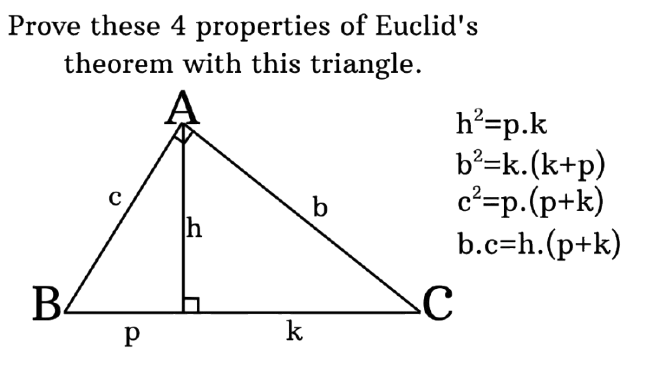 Prove these 4 properties of Euclid's
theorem with this triangle.
A
h²=p.k
b²=k.(k+p)
c²=p.(p+k)
b.c=h.(p+k)
c
b
h
B
C
p
k